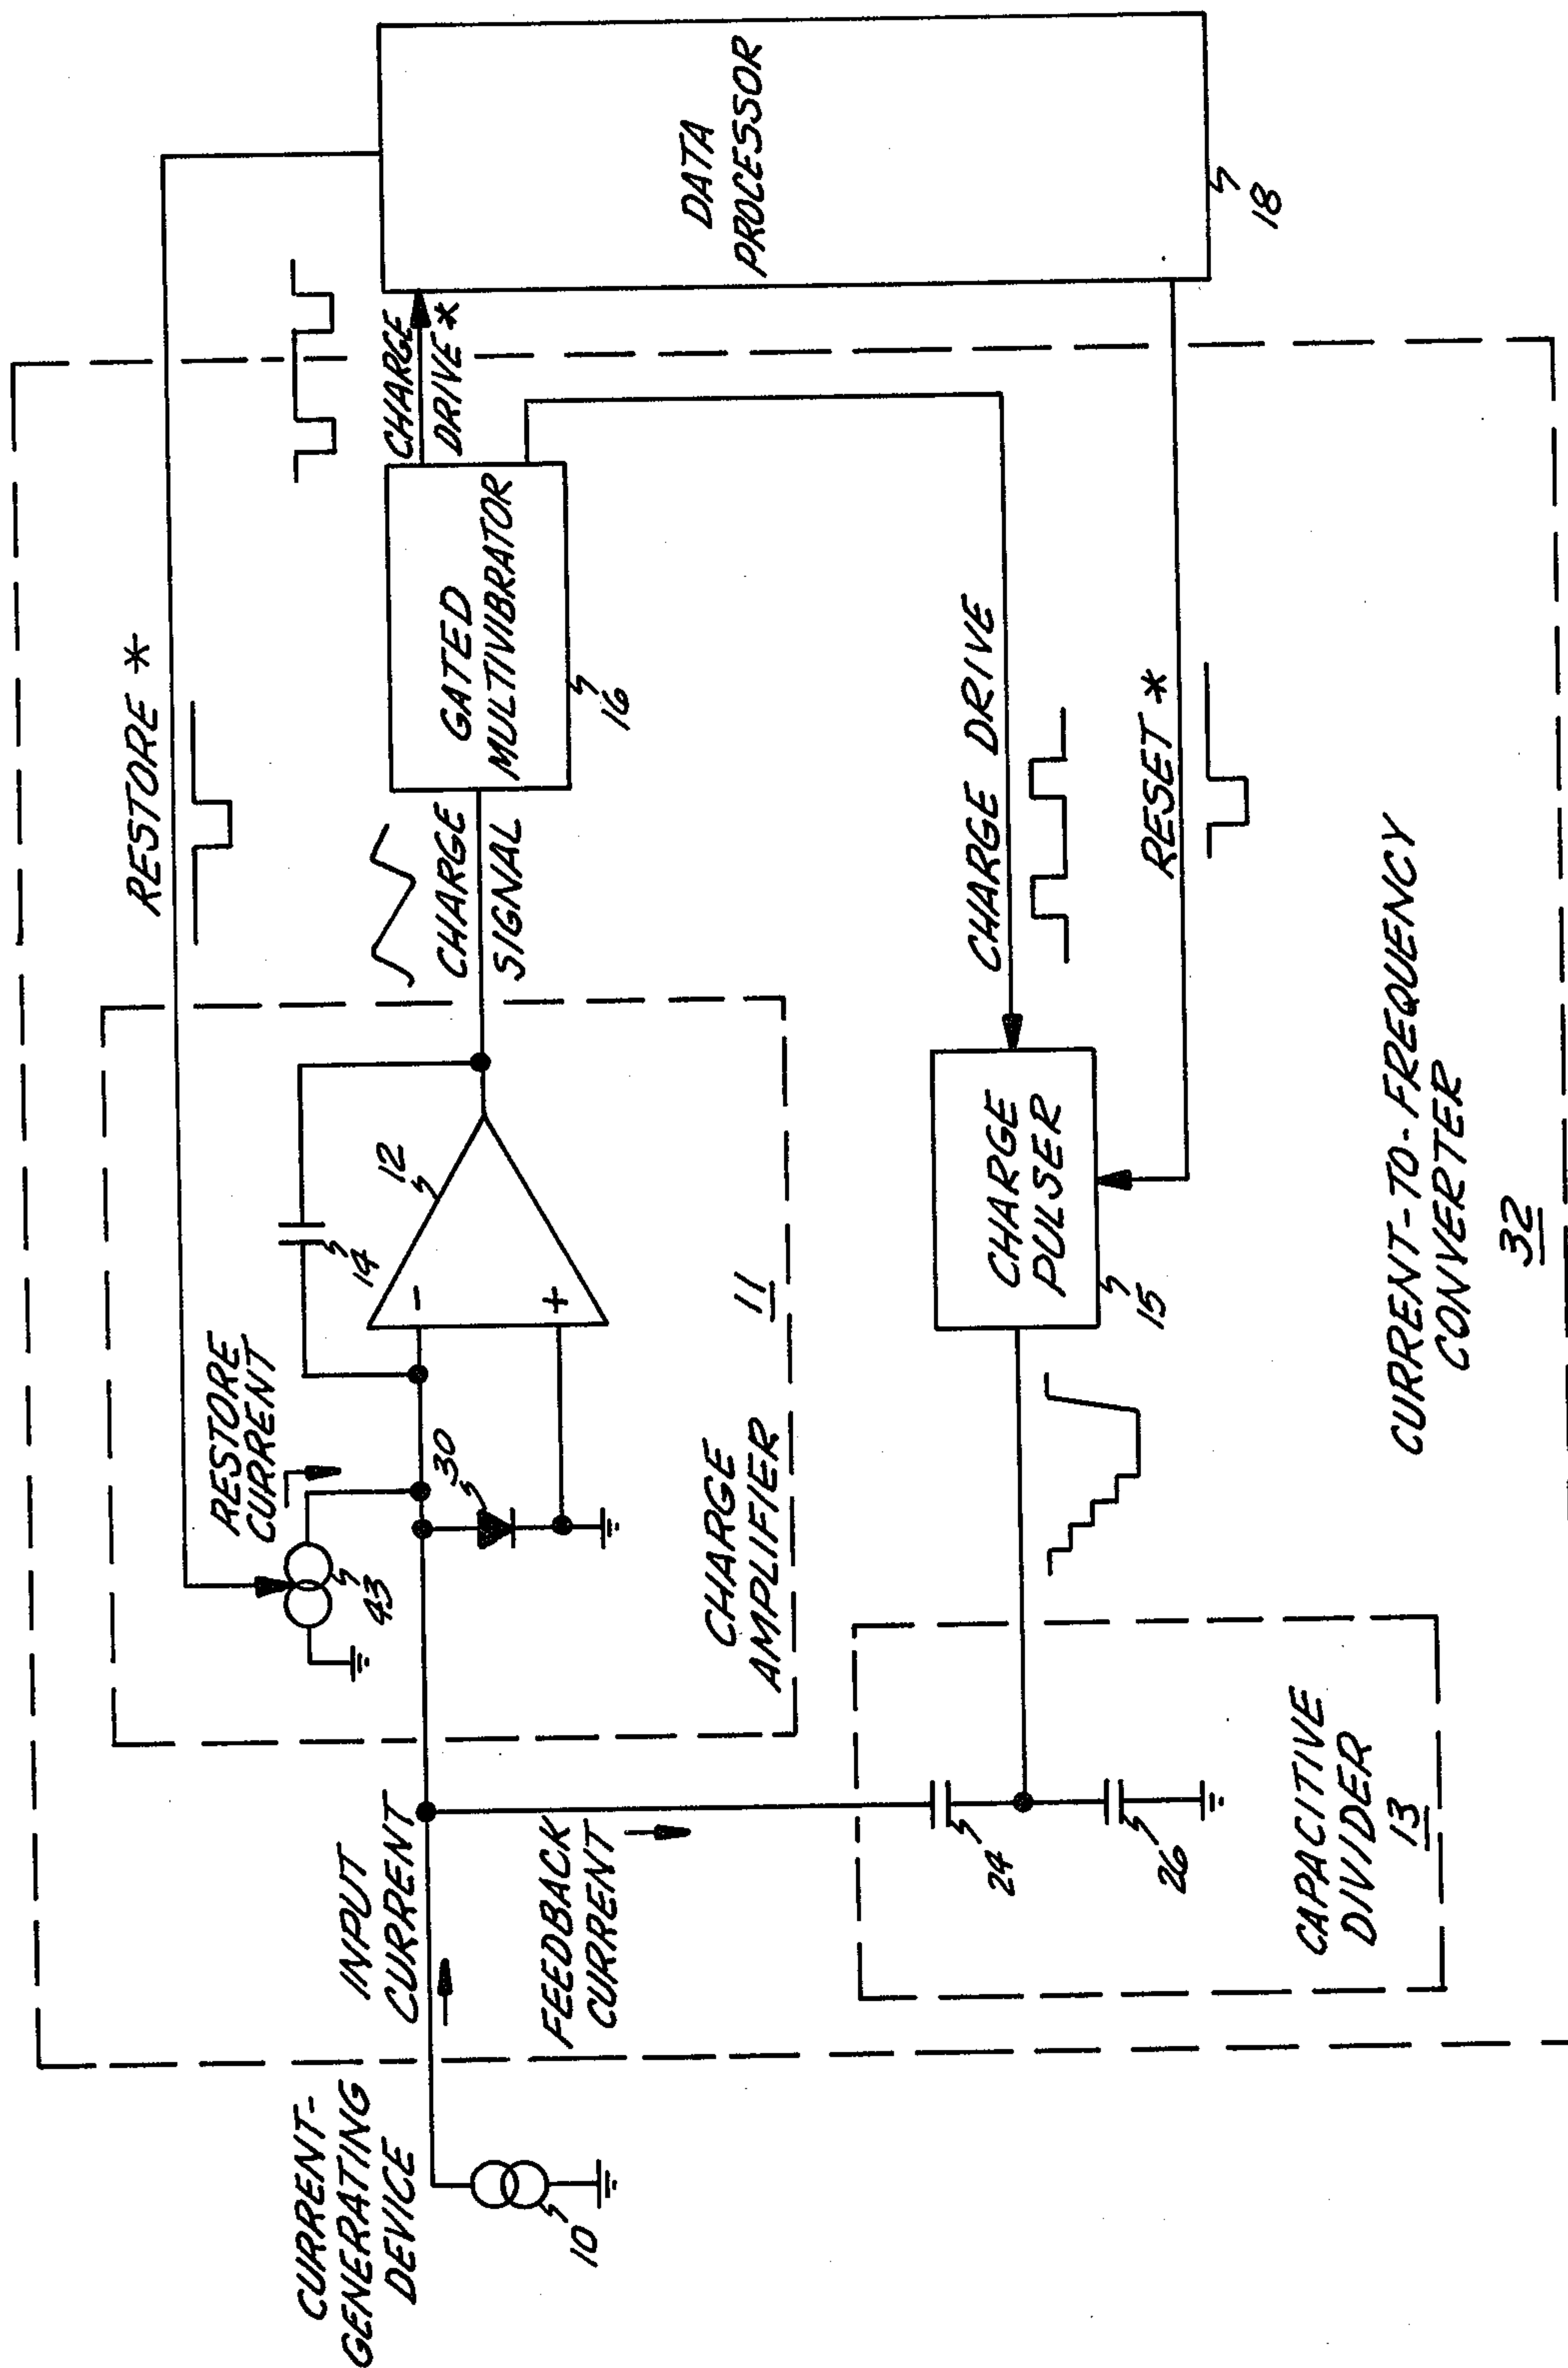 CURRENT-
GENERATING
DEVICE
10
INPUT
CURRENT
FEEDBACK
CURRENT
RESTORE *
RESTORE
CURRENT
43
30
14
12
-
+
CHARGE
AMPLIFIER
11
CHARGE
SIGNAL
GATED
MULTIVIBRATOR
16
CHARGE
DRIVE *
DATA
PROCESSOR
18
CHARGE DRIVE
RESET *
CHARGE
PULSER
15
24
26
CAPACITIVE
DIVIDER
13
CURRENT-TO-FREQUENCY
CONVERTER
32